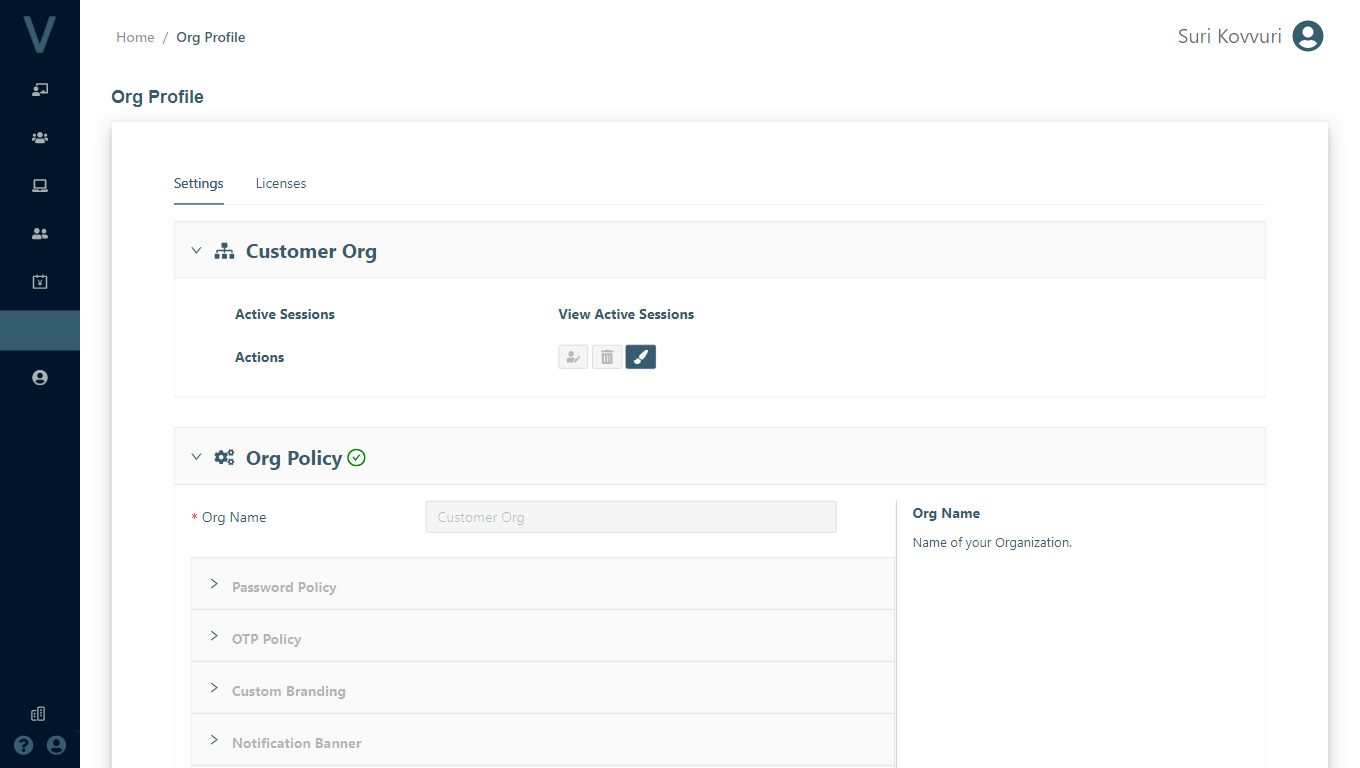 V
Home / Org Profile
Suri Kovvuri
Org Profile
Settings
Licenses
Customer Org
Active Sessions
View Active Sessions
Actions
Org Policy
* Org Name
Customer Org
Org Name
Name of your Organization.
Password Policy
OTP Policy
Custom Branding
Notification Banner